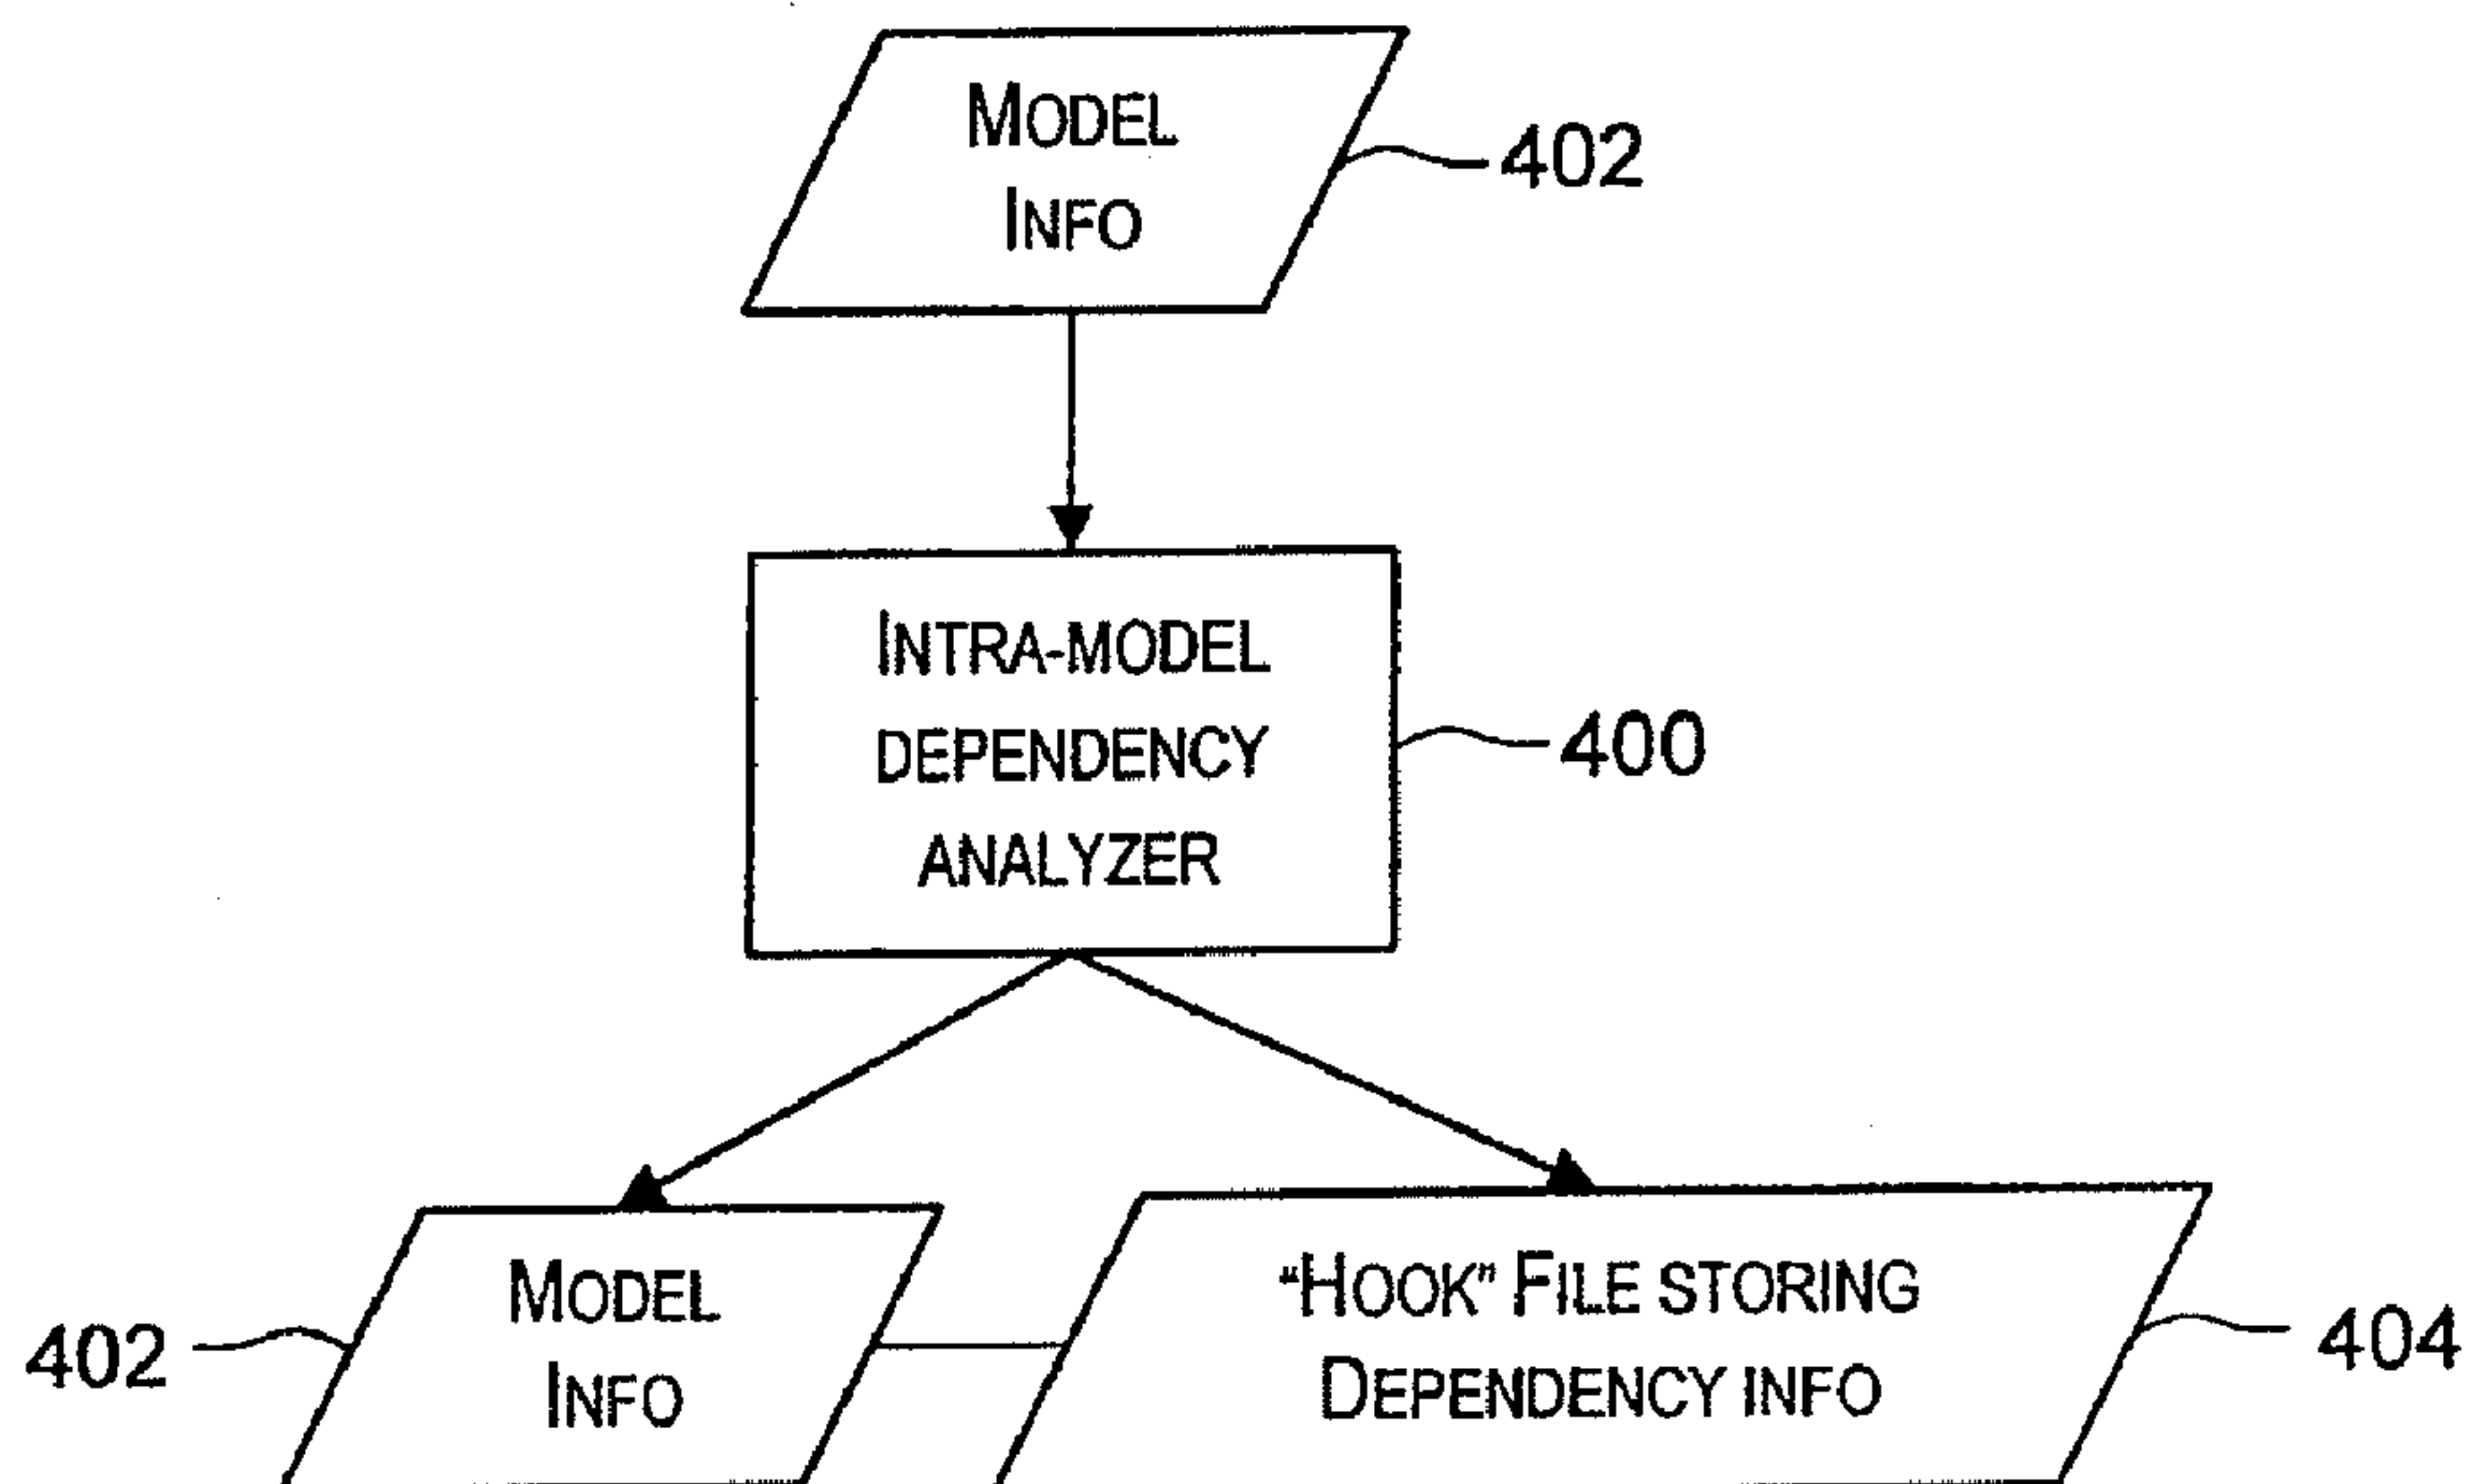 MODEL
INFO
402
INTRA-MODEL
DEPENDENCY
ANALYZER
400
MODEL
INFO
402
"HOOK" FILE STORING
DEPENDENCY INFO
404